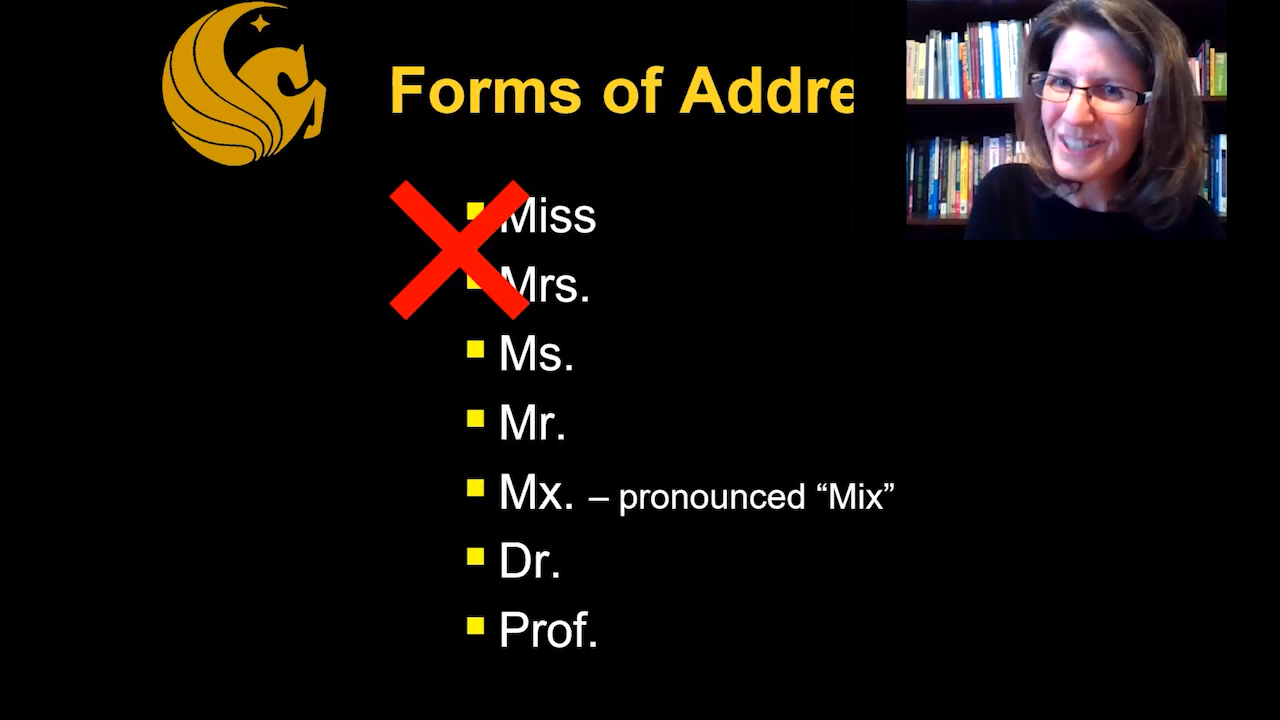 Forms of Addre
Miss
Mrs.
Ms.
Mr.
Mx. – pronounced “Mix”
Dr.
Prof.